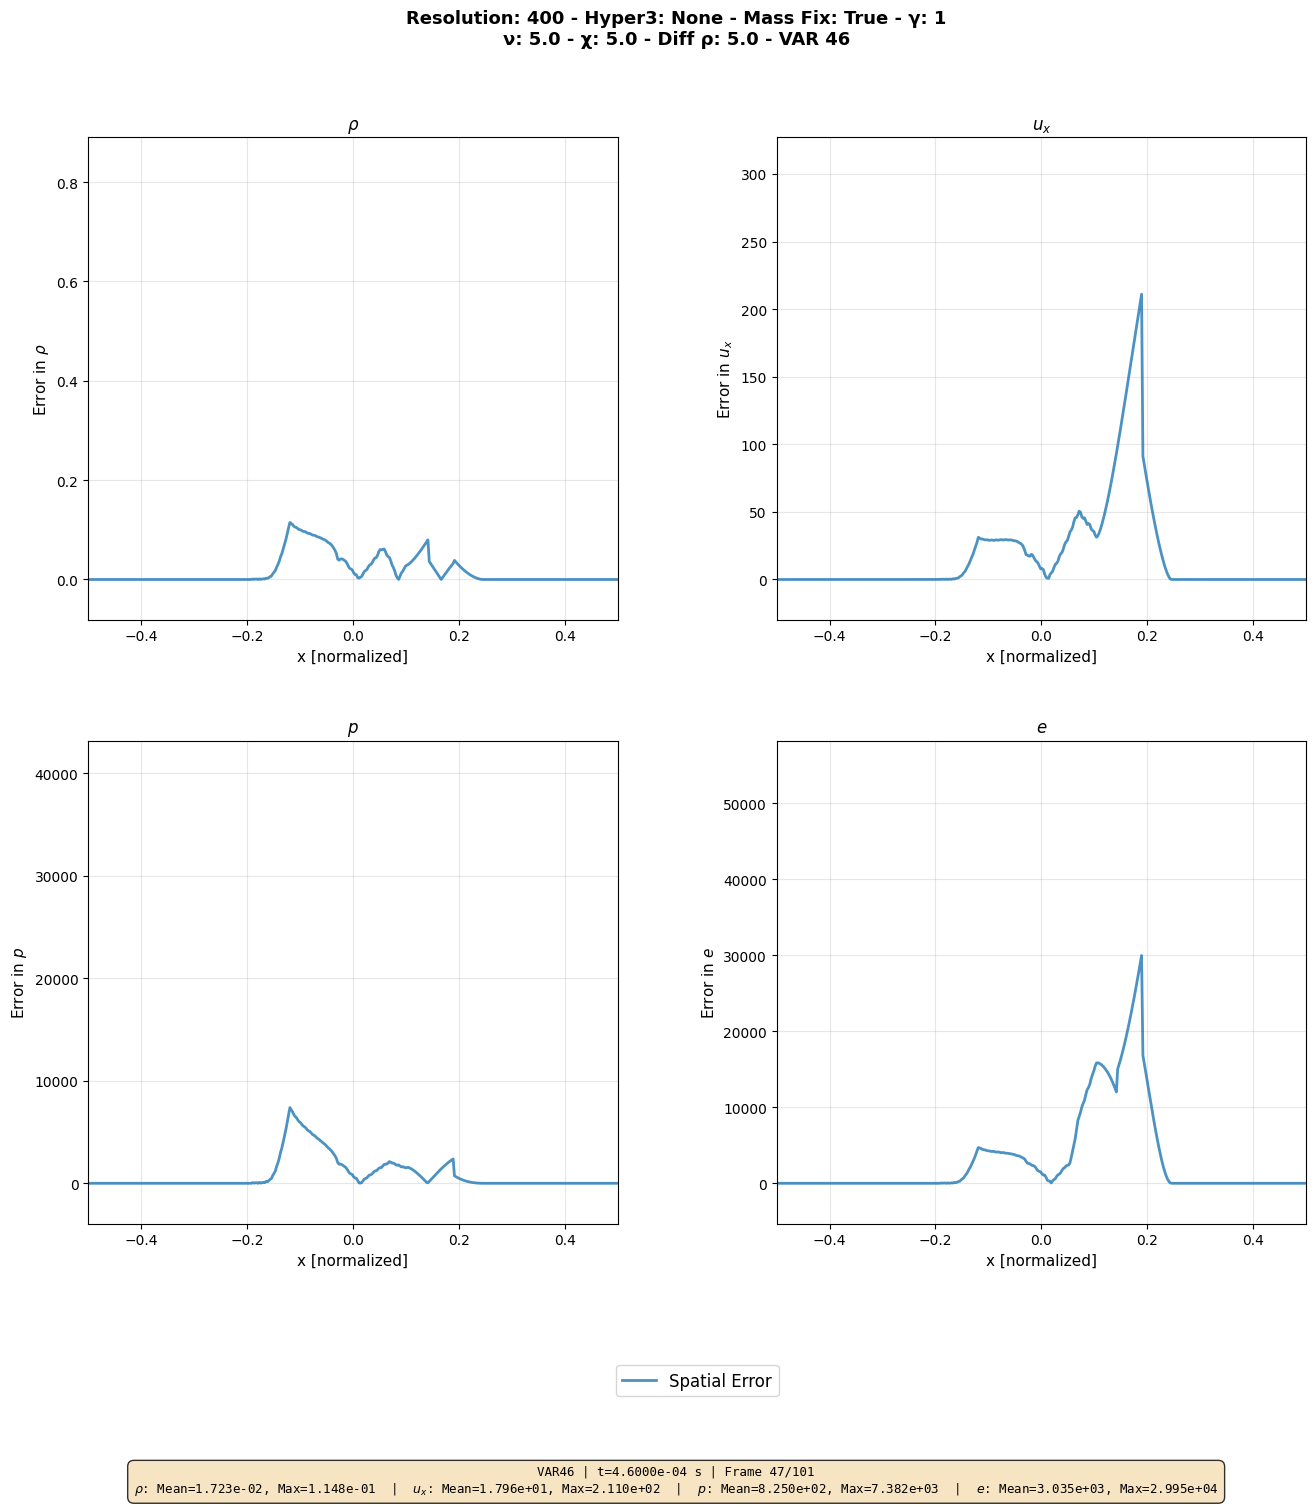 Resolution: 400 - Hyper3: None - Mass Fix: True - γ: 1
ν: 5.0 - χ: 5.0 - Diff ρ: 5.0 - VAR 46
ρ
0.8
0.6
0.4
0.2
0.0
Error in ρ
−0.4 −0.2 0.0 0.2 0.4
x [normalized]
uₓ
300
250
200
150
100
50
0
Error in uₓ
−0.4 −0.2 0.0 0.2 0.4
x [normalized]
p
40000
30000
20000
10000
0
Error in p
−0.4 −0.2 0.0 0.2 0.4
x [normalized]
e
50000
40000
30000
20000
10000
0
Error in e
−0.4 −0.2 0.0 0.2 0.4
x [normalized]
Spatial Error
VAR46 | t=4.6000e-04 s | Frame 47/101
ρ: Mean=1.723e-02, Max=1.148e-01 | uₓ: Mean=1.796e+01, Max=2.110e+02 | p: Mean=8.250e+02, Max=7.382e+03 | e: Mean=3.035e+03, Max=2.995e+04